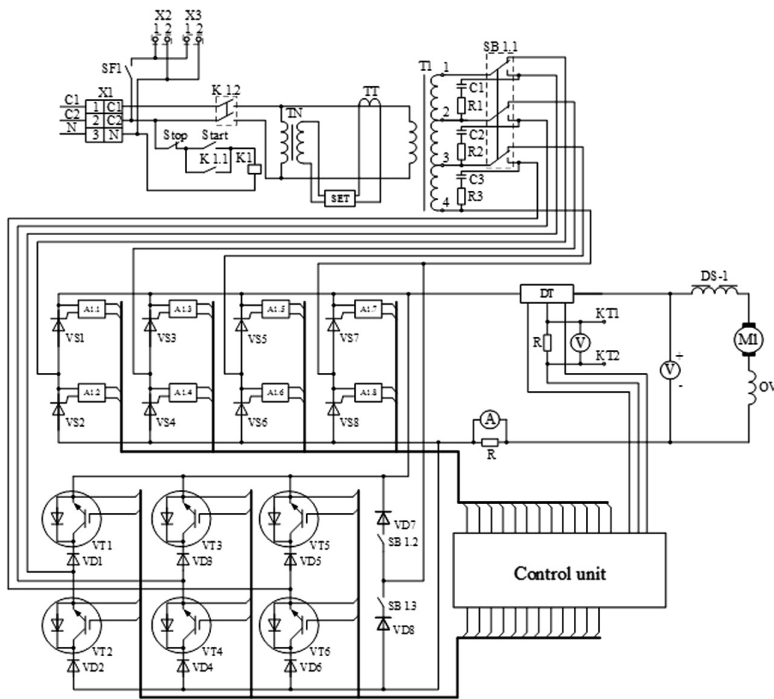 X2 X3
1 2 1 2
SF1
X1
C1 1 C1
C2 2 C2
N 3 N
K 1.2
TN
TT
T1
SB 1.1
Stop Start
K 1.1
K1
SET
1
C1
R1
2
C2
R2
3
C3
R3
4
A1.1 A1.3 A1.5 A1.7
VS1 VS3 VS5 VS7
A1.2 A1.4 A1.6 A1.8
VS2 VS4 VS6 VS8
DT
KT1
R V
KT2
DS-1
M1
V + -
OV
A
R
VT1 VT3 VT5
VD1 VD3 VD5
VD7
SB 1.2
SB 1.3
VD8
VT2 VT4 VT6
VD2 VD4 VD6
Control unit